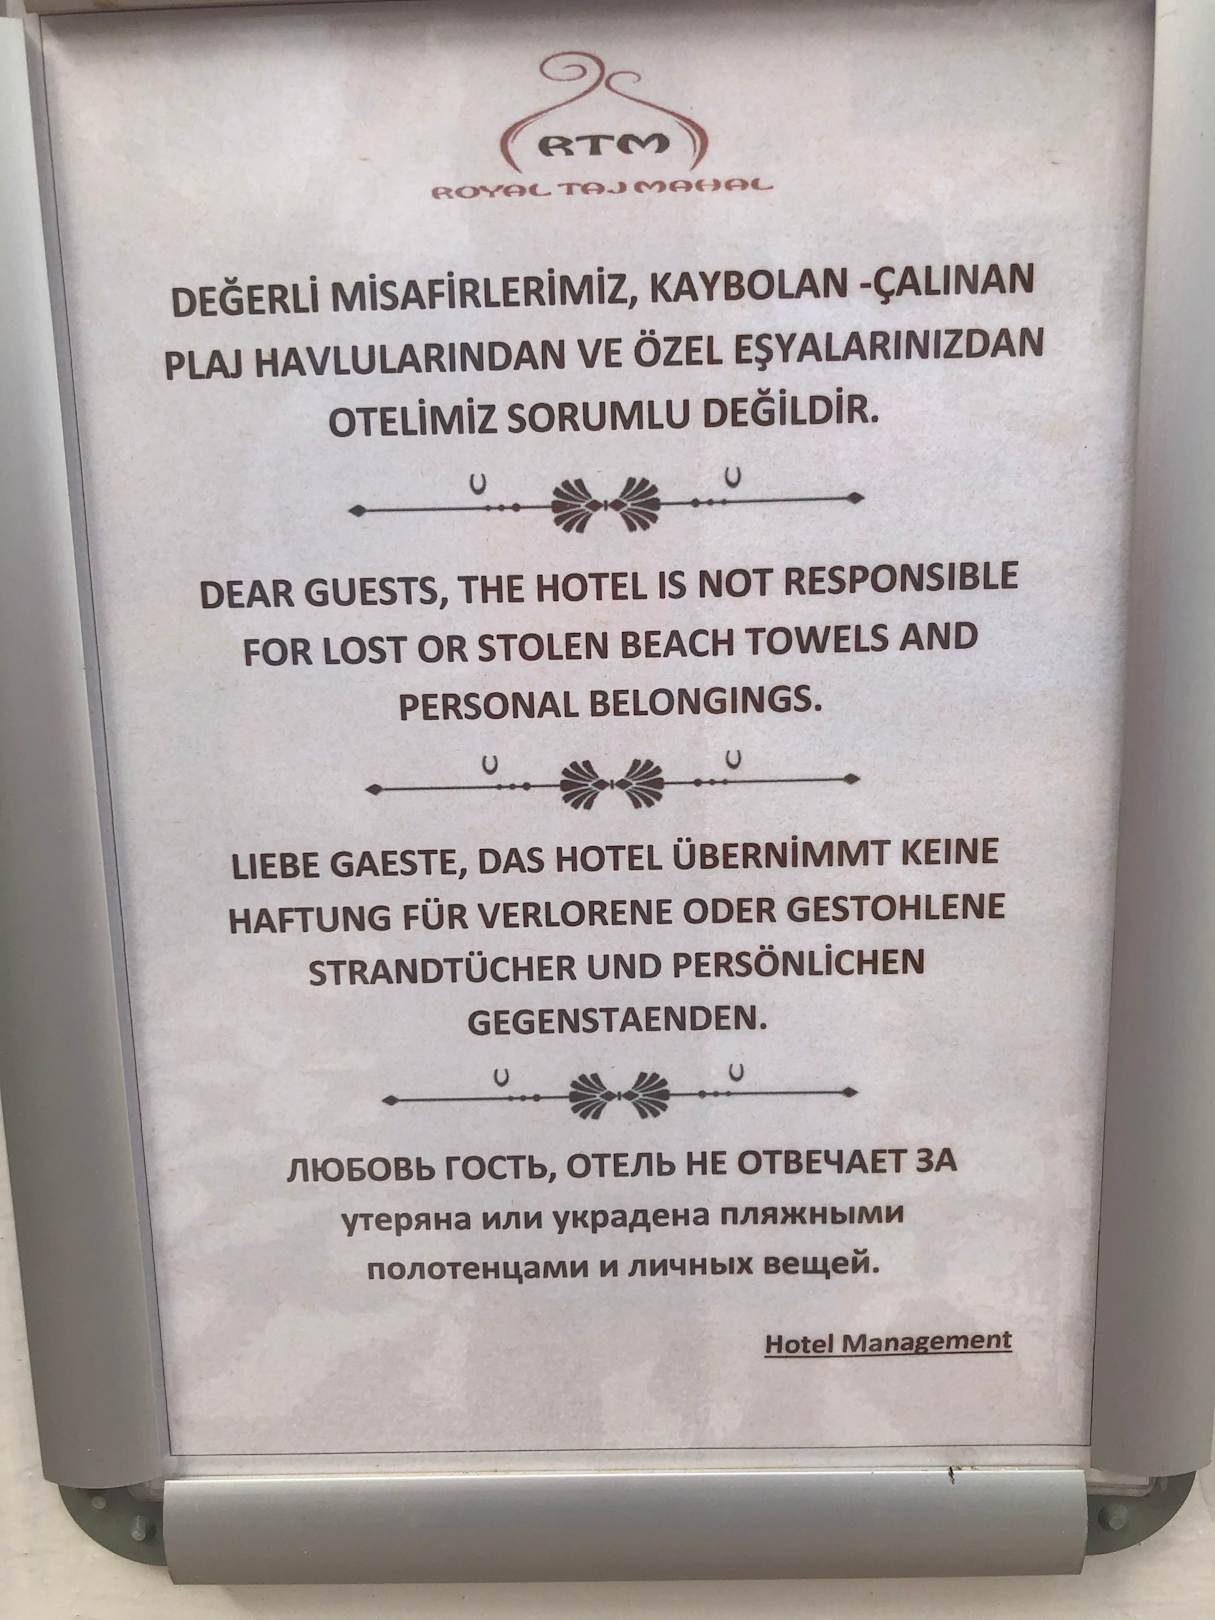 RTM
ROYAL TAJ MAHAL
DEĞERLİ MİSAFİRLERİMİZ, KAYBOLAN -ÇALINAN
PLAJ HAVLULARINDAN VE ÖZEL EŞYALARINIZDAN
OTELİMİZ SORUMLU DEĞİLDİR.
DEAR GUESTS, THE HOTEL IS NOT RESPONSIBLE
FOR LOST OR STOLEN BEACH TOWELS AND
PERSONAL BELONGINGS.
LIEBE GAESTE, DAS HOTEL ÜBERNİMMT KEINE
HAFTUNG FÜR VERLORENE ODER GESTOHLENE
STRANDTÜCHER UND PERSÖNLİCHEN
GEGENSTAENDEN.
ЛЮБОВЬ ГОСТЬ, ОТЕЛЬ НЕ ОТВЕЧАЕТ ЗА
утеряна или украдена пляжными
полотенцами и личных вещей.
Hotel Management